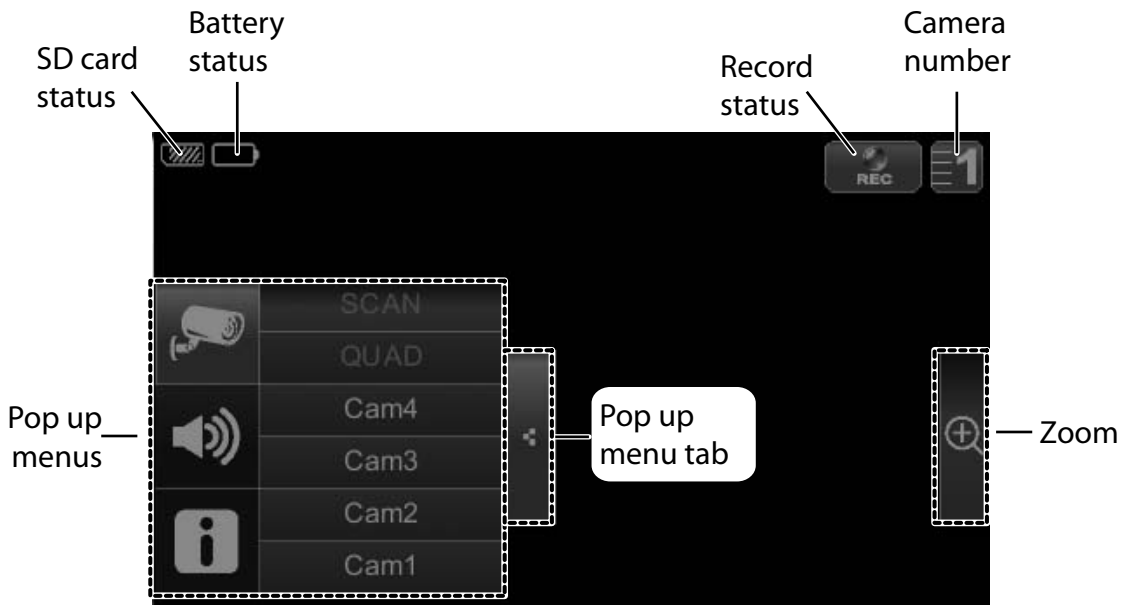 Battery
status
SD card
status
Camera
number
Record
status
REC
1
SCAN
QUAD
Cam4
Cam3
Cam2
Cam1
Pop up
menus
Pop up
menu tab
Zoom